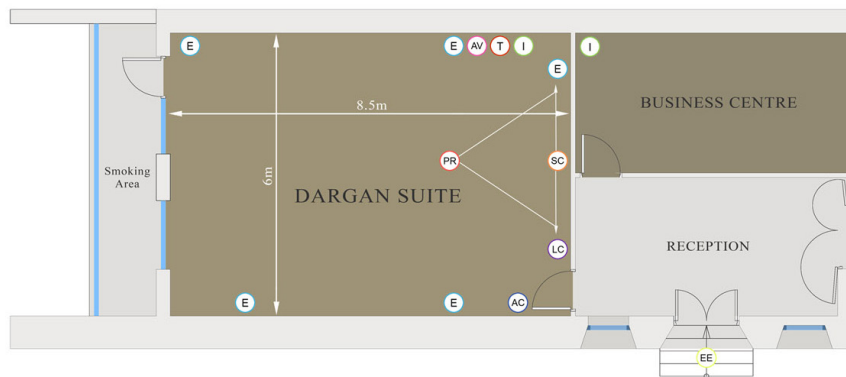 E
E
AV
T
I
I
E
8.5m
BUSINESS CENTRE
PR
SC
Smoking
Area
6m
DARGAN SUITE
LC
RECEPTION
E
E
AC
EE